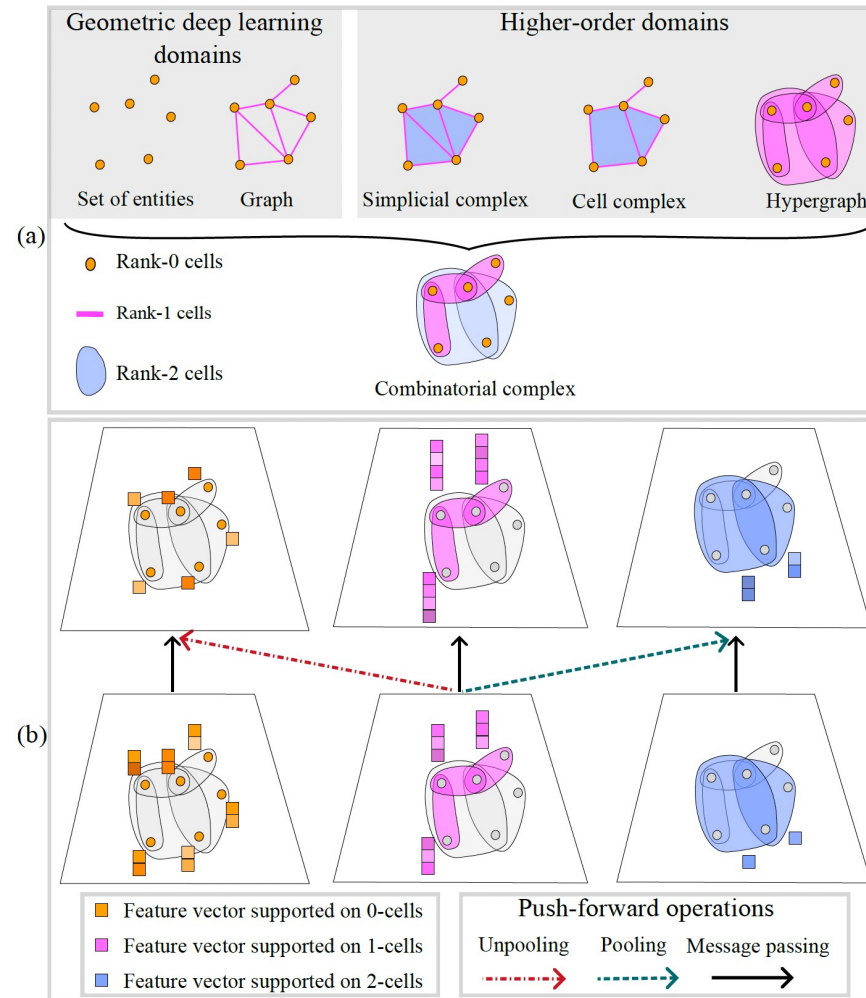 Geometric deep learning
domains
Higher-order domains
Set of entities
Graph
Simplicial complex
Cell complex
Hypergraph
(a)
Rank-0 cells
Rank-1 cells
Rank-2 cells
Combinatorial complex
(b)
Feature vector supported on 0-cells
Feature vector supported on 1-cells
Feature vector supported on 2-cells
Push-forward operations
Unpooling
Pooling
Message passing